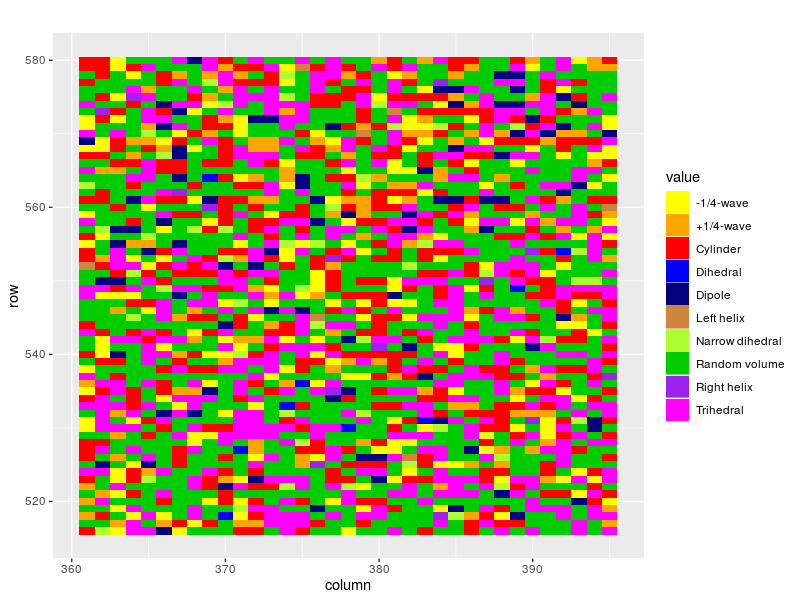 580
560
540
520
row
360
370
380
390
column
value
-1/4-wave
+1/4-wave
Cylinder
Dihedral
Dipole
Left helix
Narrow dihedral
Random volume
Right helix
Trihedral